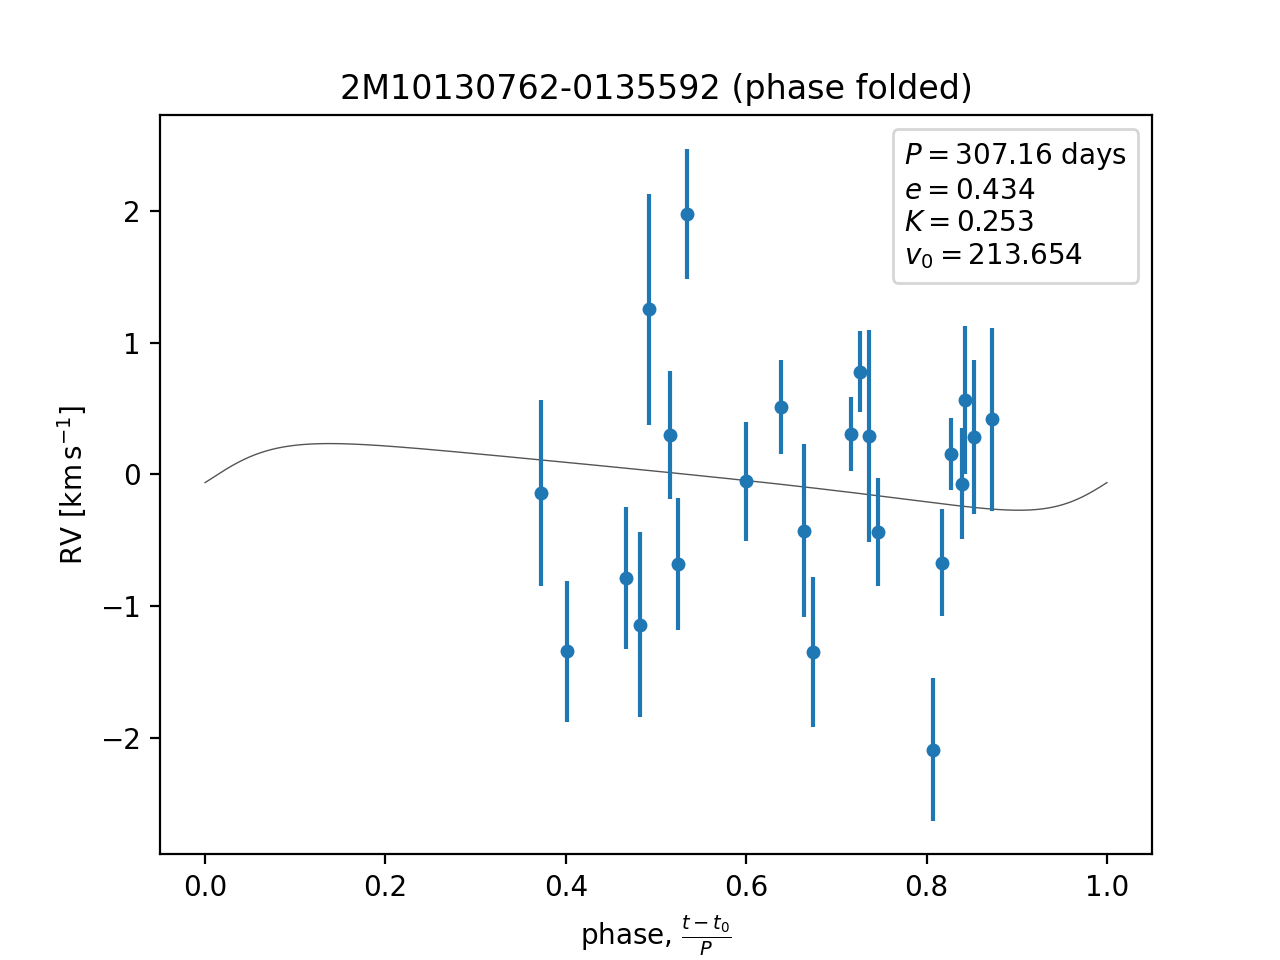 2M10130762-0135592 (phase folded)
P = 307.16 days
e = 0.434
K = 0.253
v₀ = 213.654
2
1
0
−1
−2
RV [km s⁻¹]
0.0 0.2 0.4 0.6 0.8 1.0
phase, (t − t₀)/P